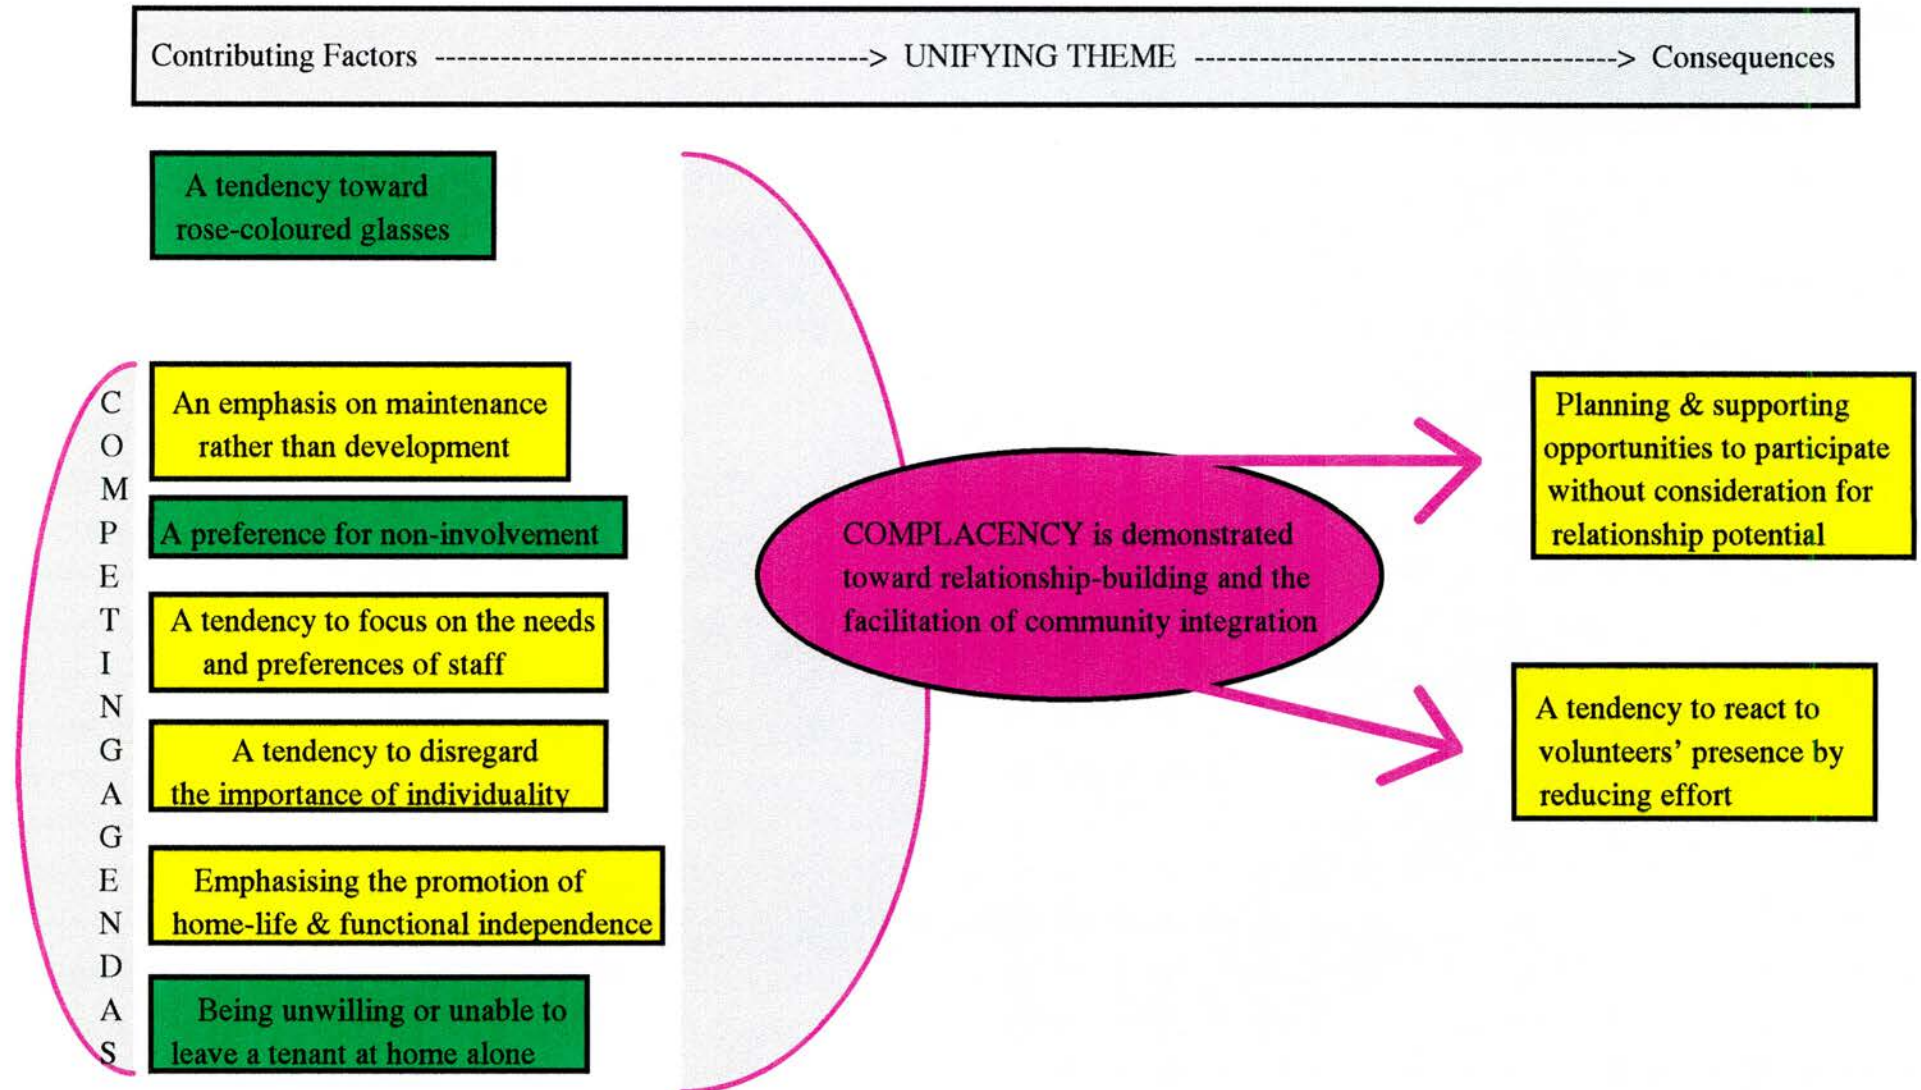 Contributing Factors ----------------------------------------> UNIFYING THEME ---------------------------------------> Consequences
A tendency toward
rose-coloured glasses
COMPETING AGENDAS
An emphasis on maintenance
rather than development
A preference for non-involvement
A tendency to focus on the needs
and preferences of staff
A tendency to disregard
the importance of individuality
Emphasising the promotion of
home-life & functional independence
Being unwilling or unable to
leave a tenant at home alone
COMPLACENCY is demonstrated
toward relationship-building and the
facilitation of community integration
Planning & supporting
opportunities to participate
without consideration for
relationship potential
A tendency to react to
volunteers’ presence by
reducing effort